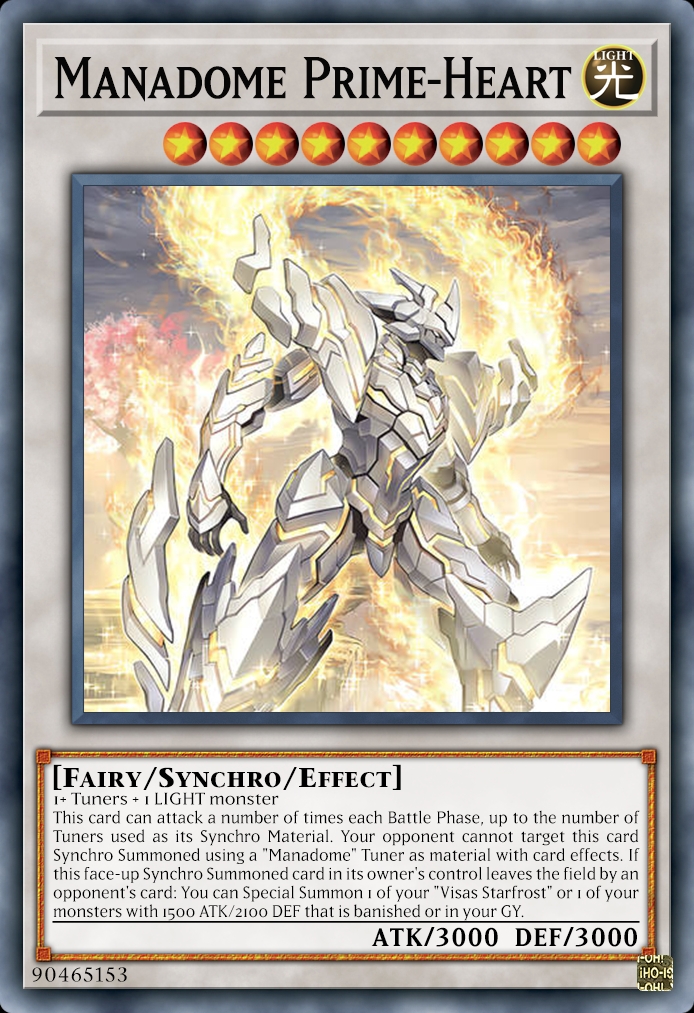 Manadome Prime-Heart
LIGHT
光
[Fairy/Synchro/Effect]
1+ Tuners + 1 LIGHT monster
This card can attack a number of times each Battle Phase, up to the number of
Tuners used as its Synchro Material. Your opponent cannot target this card
Synchro Summoned using a "Manadome" Tuner as material with card effects. If
this face-up Synchro Summoned card in its owner's control leaves the field by an
opponent's card: You can Special Summon 1 of your "Visas Starfrost" or 1 of your
monsters with 1500 ATK/2100 DEF that is banished or in your GY.
ATK/3000 DEF/3000
90465153